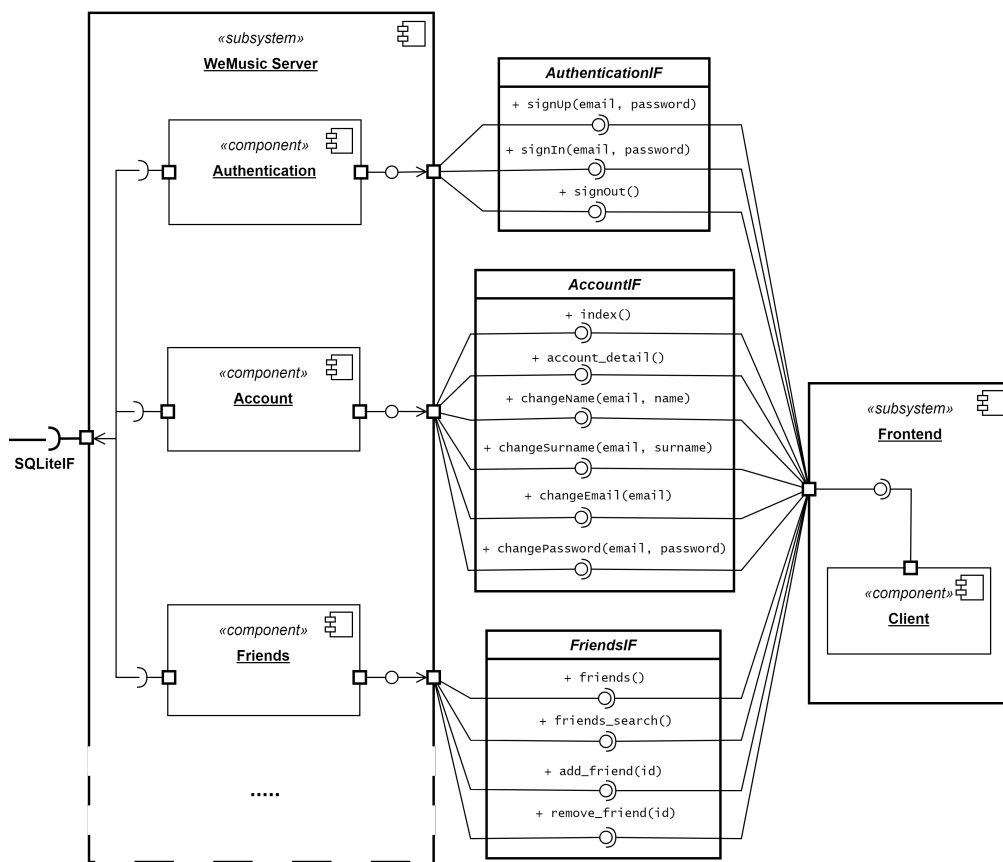 «subsystem»
WeMusic Server
«component»
Authentication
«component»
Account
SQLiteIF
«component»
Friends
.....
AuthenticationIF
+ signUp(email, password)
+ signIn(email, password)
+ signOut()
AccountIF
+ index()
+ account_detail()
+ changeName(email, name)
+ changeSurname(email, surname)
+ changeEmail(email)
+ changePassword(email, password)
FriendsIF
+ friends()
+ friends_search()
+ add_friend(id)
+ remove_friend(id)
«subsystem»
Frontend
«component»
Client